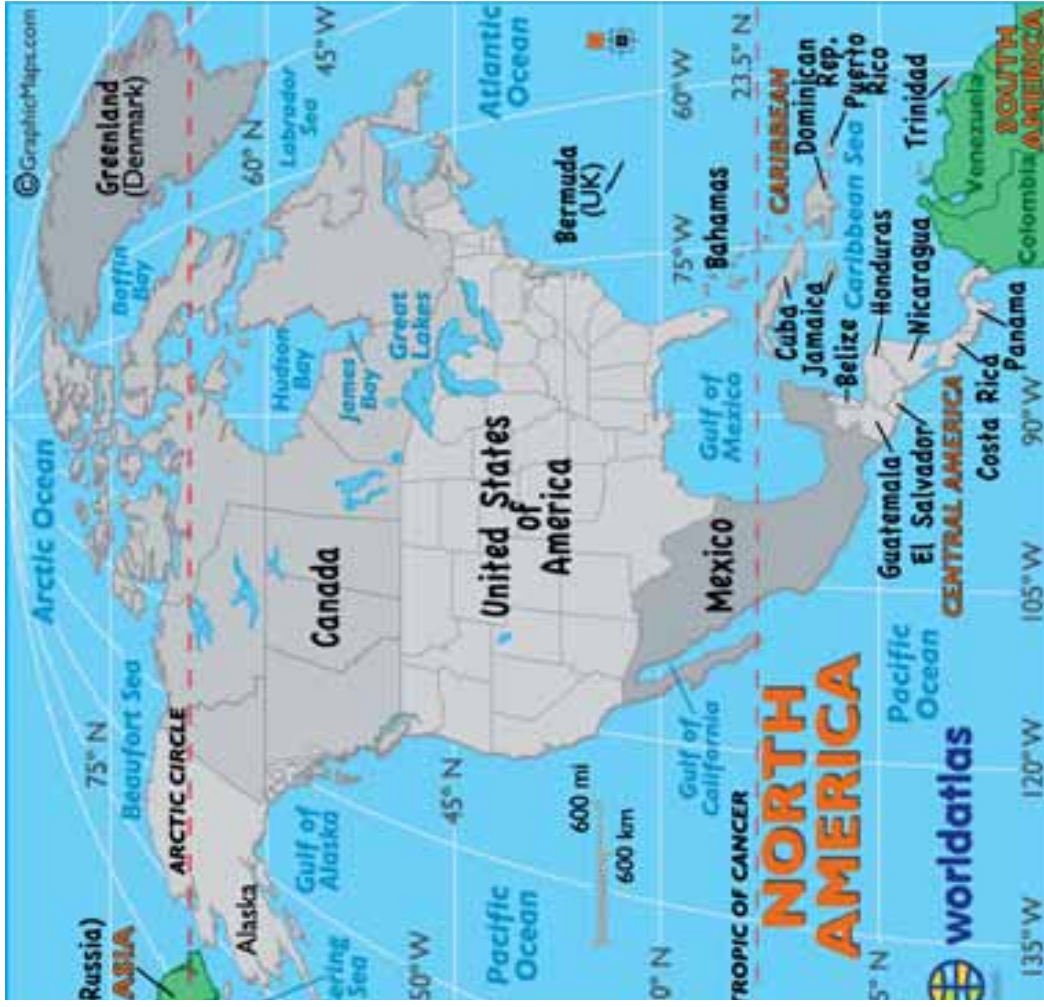 ©GraphicMaps.com
Greenland
(Denmark)
45° W
Labrador
Sea
60° N
Atlantic
Ocean
Baffin
Bay
Arctic Ocean
Hudson
Bay
James
Bay
Great
Lakes
Bermuda
(UK)
60° W
23.5° N
Bahamas
75° W
CARIBBEAN
Dominican
Rep.
Puerto
Rico
Cuba
Jamaica
Caribbean Sea
Trinidad
Belize
Honduras
Nicaragua
Venezuela
SOUTH
AMERICA
Colombia
Panama
Costa Rica
90° W
Gulf of
Mexico
Guatemala
El Salvador
CENTRAL AMERICA
105° W
Canada
United States
of
America
Mexico
75° N
Beaufort Sea
ARCTIC CIRCLE
Russia)
ASIA
Alaska
Gulf of
Alaska
ering
Sea
50° W
45° N
Pacific
Ocean
600 mi
600 km
Gulf of
California
0° N
TROPIC OF CANCER
NORTH
AMERICA
Pacific
Ocean
5° N
120° W
worldatlas
135° W